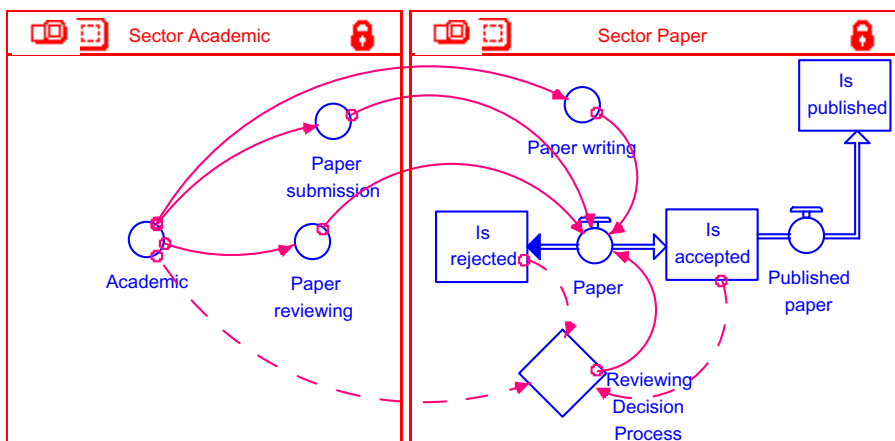 Sector Academic
Sector Paper
Is
published
Paper writing
Paper
submission
Is
rejected
Is
accepted
Academic
Paper
reviewing
Paper
Published
paper
Reviewing
Decision
Process